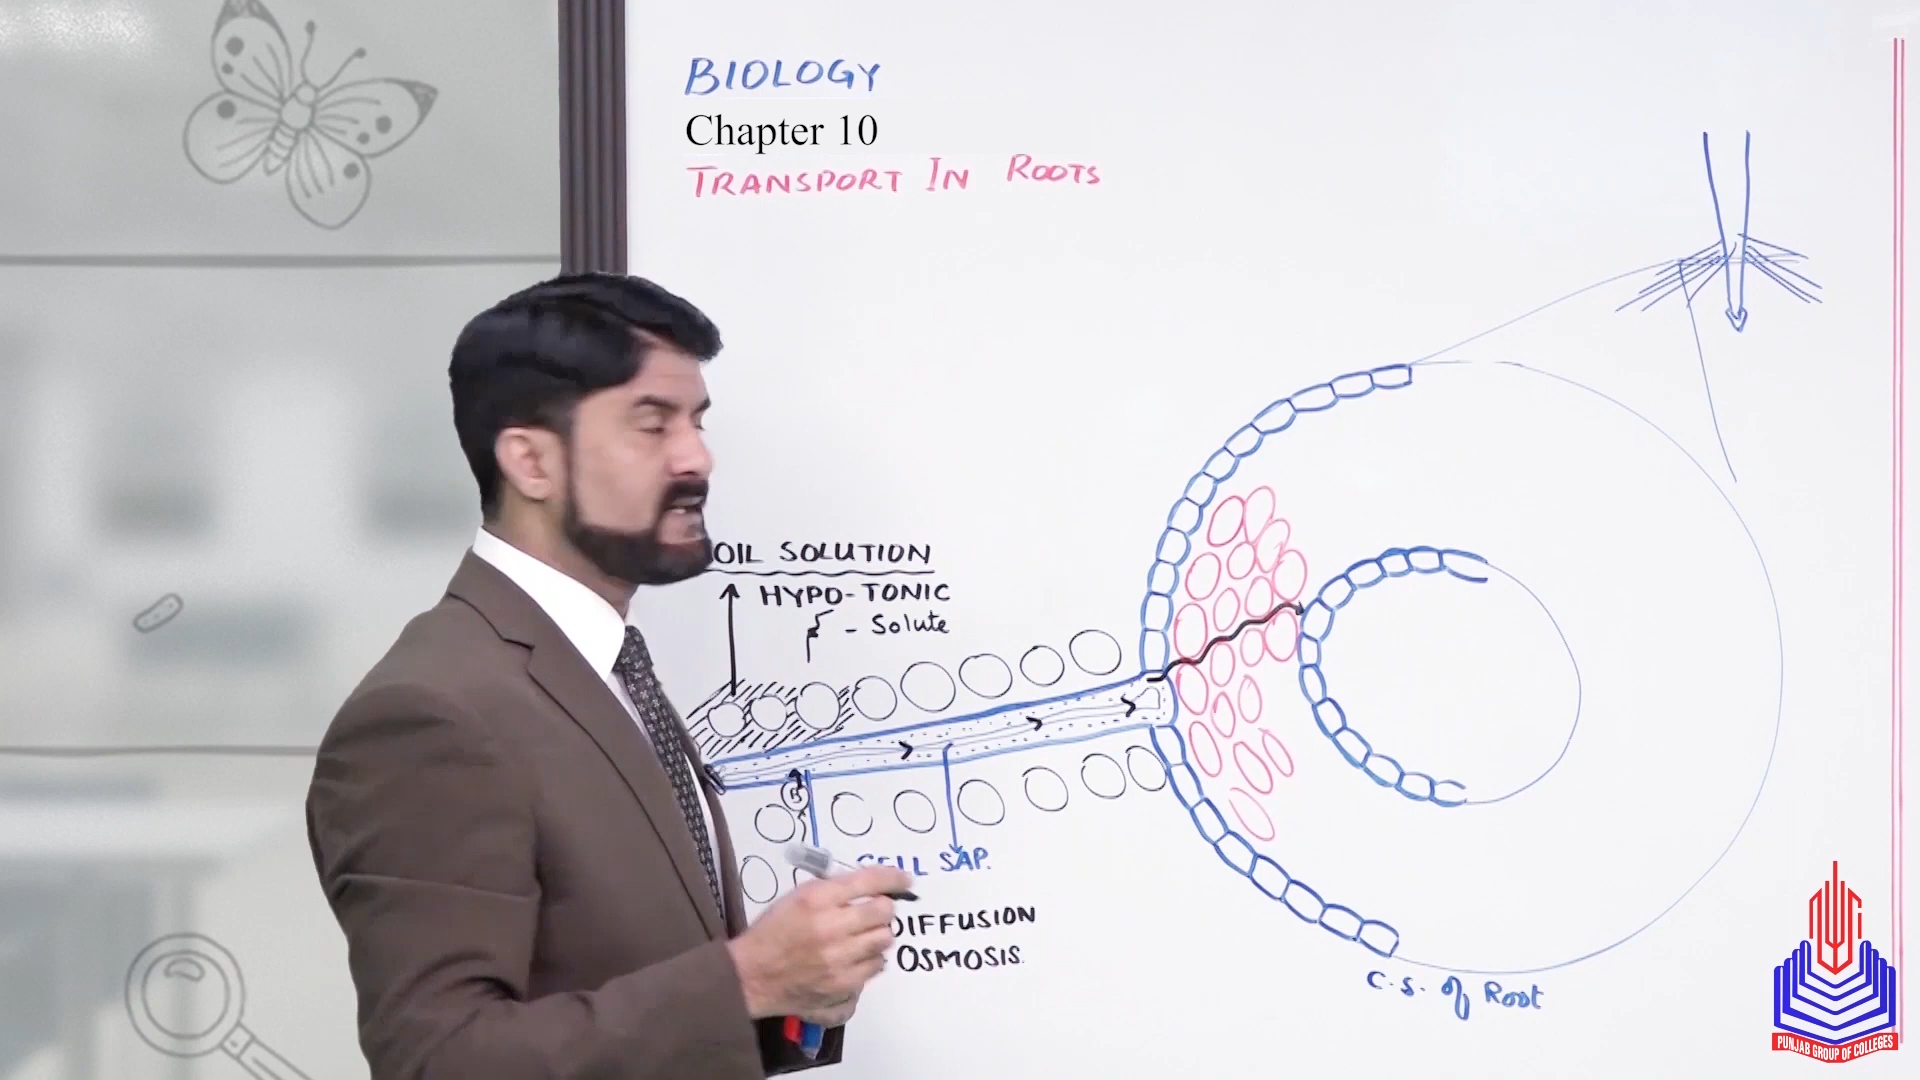 BIOLOGY
Chapter 10
TRANSPORT IN ROOTS
OIL SOLUTION
HYPO-TONIC
- Solute
B
CELL SAP.
DIFFUSION
OSMOSIS.
C.S. of Root
PUNJAB GROUP OF COLLEGES